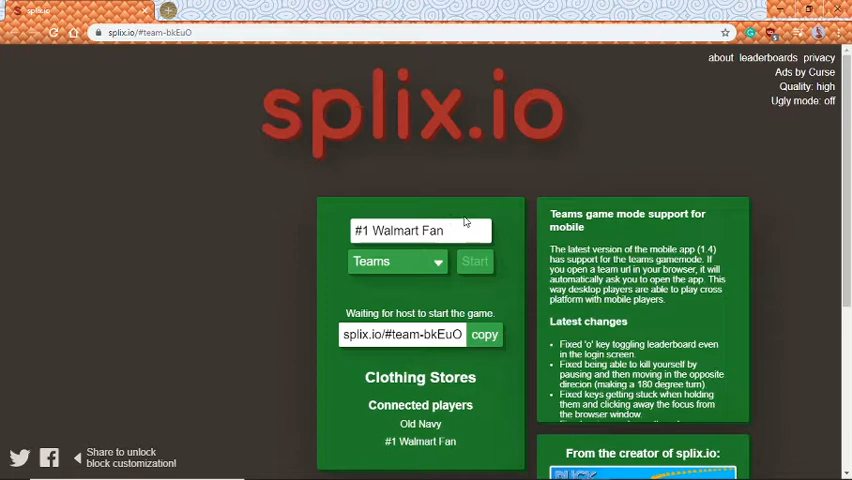 splix.io
splix.io/#team-bkEuO
about leaderboards privacy
Ads by Curse
Quality: high
Ugly mode: off
splix.io
#1 Walmart Fan
Teams
Start
Waiting for host to start the game.
splix.io/#team-bkEuO
copy
Clothing Stores
Connected players
Old Navy
#1 Walmart Fan
Teams game mode support for
mobile
The latest version of the mobile app (1.4)
has support for the teams gamemode. If
you open a team url in your browser, it will
automatically ask you to open the app. This
way desktop players are able to play cross
platform with mobile players.
Latest changes
• Fixed 'o' key toggling leaderboard even
in the login screen.
• Fixed being able to kill yourself by
pausing and then moving in the opposite
direcion (making a 180 degree turn)
• Fixed keys getting stuck when holding
them and clicking away the focus from
the browser window.
From the creator of splix.io:
Share to unlock
block customization!